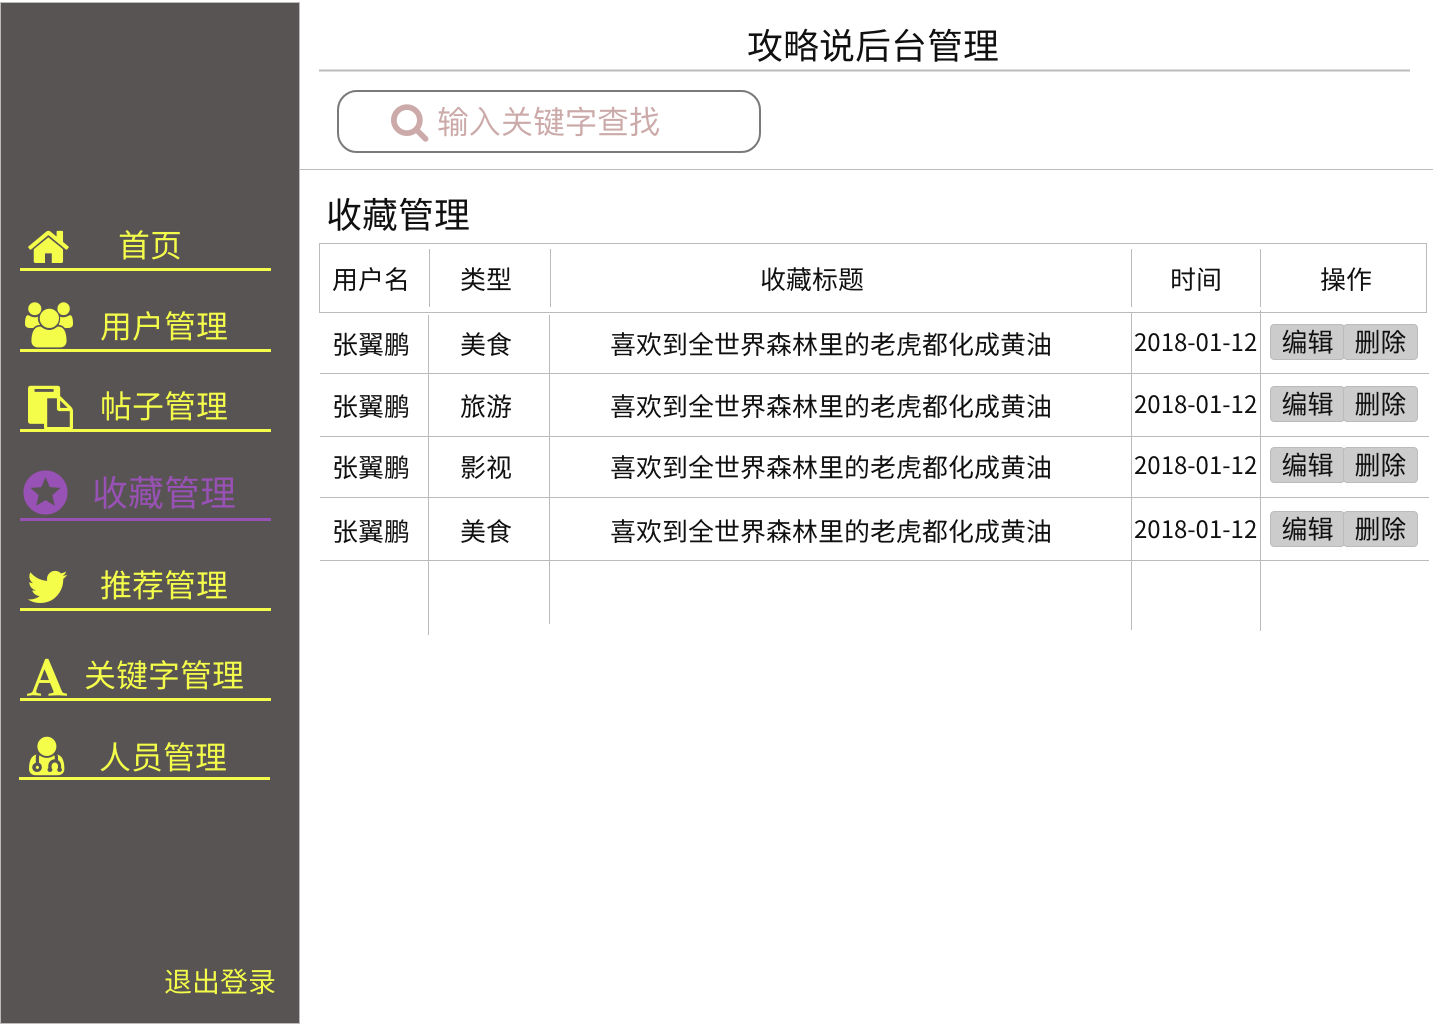 攻略说后台管理
输入关键字查找
首页
用户管理
帖子管理
收藏管理
推荐管理
关键字管理
人员管理
退出登录
收藏管理
用户名 类型 收藏标题 时间 操作
张翼鹏 美食 喜欢到全世界森林里的老虎都化成黄油 2018-01-12 编辑 删除
张翼鹏 旅游 喜欢到全世界森林里的老虎都化成黄油 2018-01-12 编辑 删除
张翼鹏 影视 喜欢到全世界森林里的老虎都化成黄油 2018-01-12 编辑 删除
张翼鹏 美食 喜欢到全世界森林里的老虎都化成黄油 2018-01-12 编辑 删除